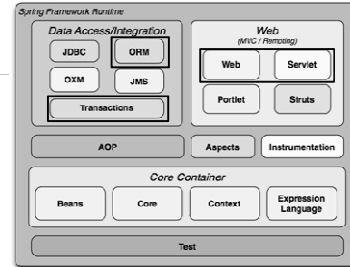 Spring Framework Runtime
Data Access/Integration
JDBC
ORM
OXM
JMS
Transactions
Web
(MVC / Remoting)
Web
Servlet
Portlet
Struts
AOP
Aspects
Instrumentation
Core Container
Beans
Core
Context
Expression
Language
Test